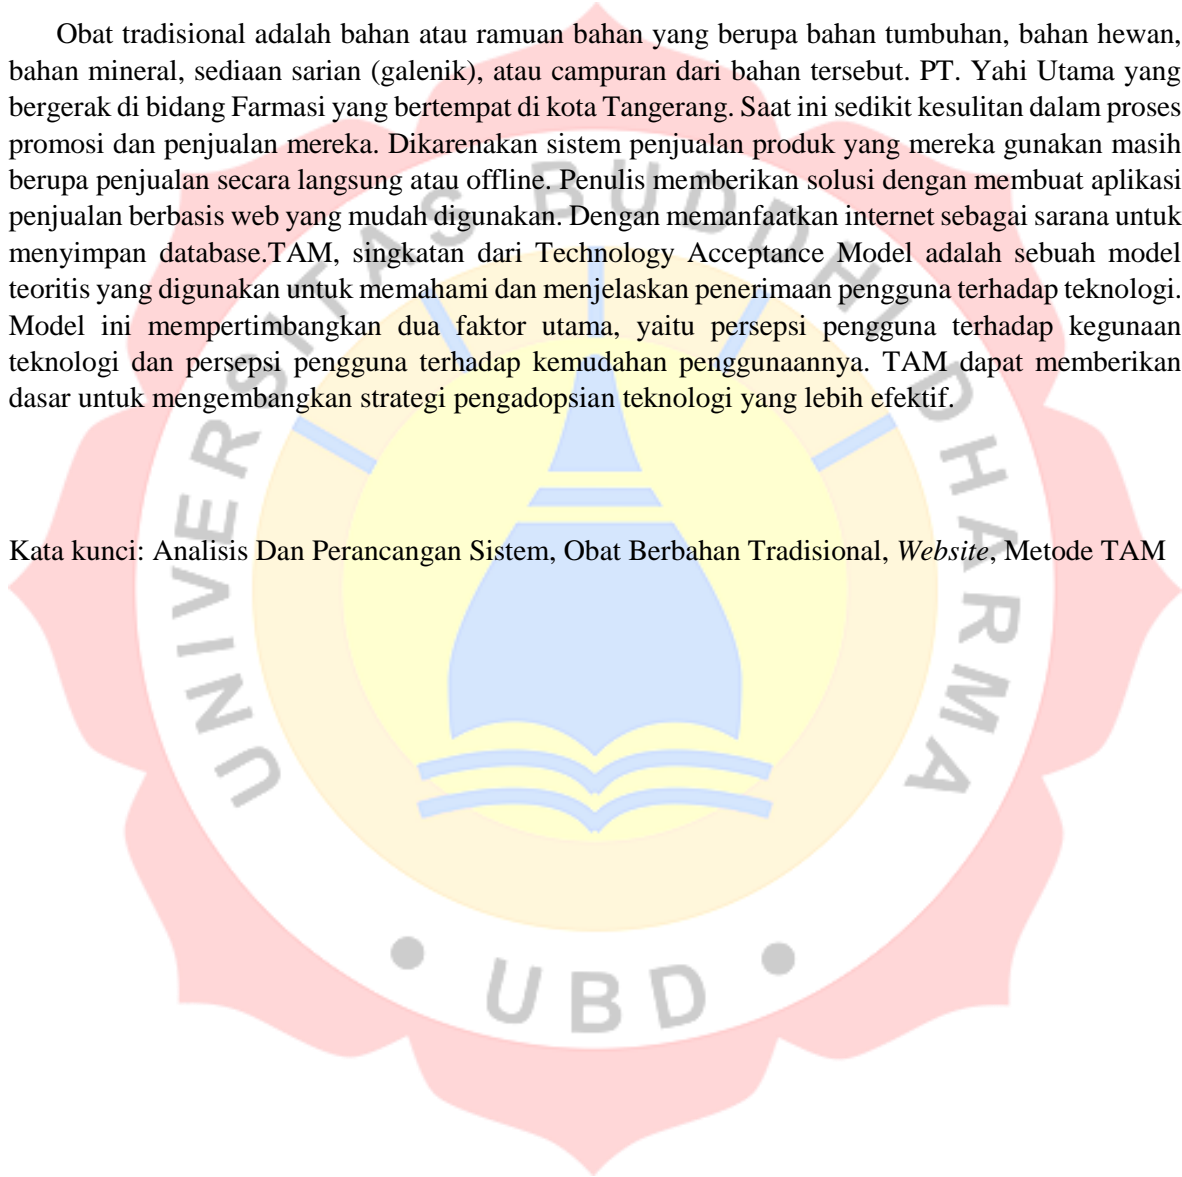 Obat tradisional adalah bahan atau ramuan bahan yang berupa bahan tumbuhan, bahan hewan,
bahan mineral, sediaan sarian (galenik), atau campuran dari bahan tersebut. PT. Yahi Utama yang
bergerak di bidang Farmasi yang bertempat di kota Tangerang. Saat ini sedikit kesulitan dalam proses
promosi dan penjualan mereka. Dikarenakan sistem penjualan produk yang mereka gunakan masih
berupa penjualan secara langsung atau offline. Penulis memberikan solusi dengan membuat aplikasi
penjualan berbasis web yang mudah digunakan. Dengan memanfaatkan internet sebagai sarana untuk
menyimpan database.TAM, singkatan dari Technology Acceptance Model adalah sebuah model
teoritis yang digunakan untuk memahami dan menjelaskan penerimaan pengguna terhadap teknologi.
Model ini mempertimbangkan dua faktor utama, yaitu persepsi pengguna terhadap kegunaan
teknologi dan persepsi pengguna terhadap kemudahan penggunaannya. TAM dapat memberikan
dasar untuk mengembangkan strategi pengadopsian teknologi yang lebih efektif.
Kata kunci: Analisis Dan Perancangan Sistem, Obat Berbahan Tradisional, Website, Metode TAM
UNIVERSITAS BUDDHI DHARMA
• UBD •